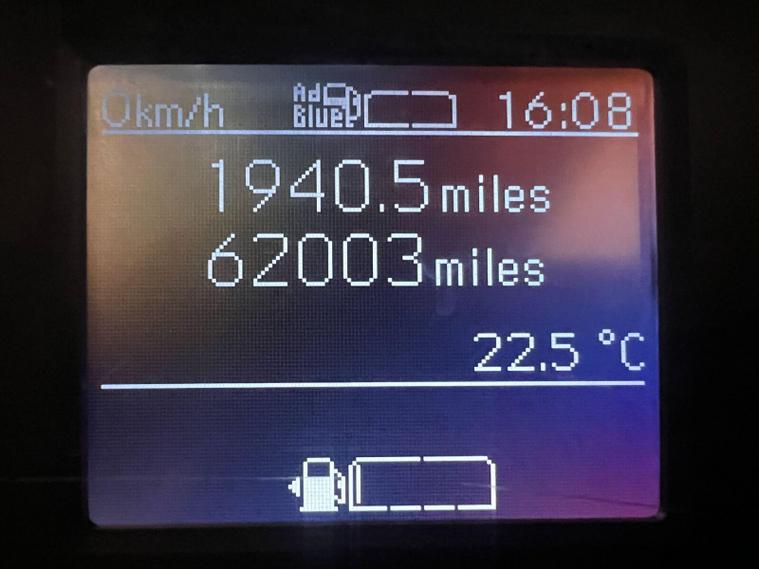 0km/h Ad Blue 16:08
1940.5 miles
62003 miles
22.5 °C